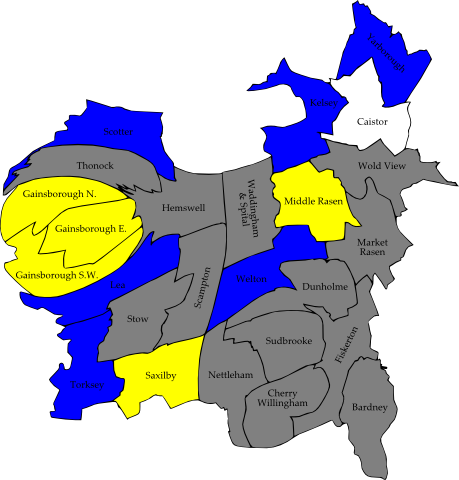 Yarborough
Kelsey
Caistor
Scotter
Thonock
Wold View
Gainsborough N.
Hemswell
Waddingham
& Spital
Middle Rasen
Gainsborough E.
Market
Rasen
Gainsborough S.W.
Lea
Scampton
Welton
Dunholme
Stow
Sudbrooke
Fiskerton
Torksey
Saxilby
Nettleham
Cherry
Willingham
Bardney